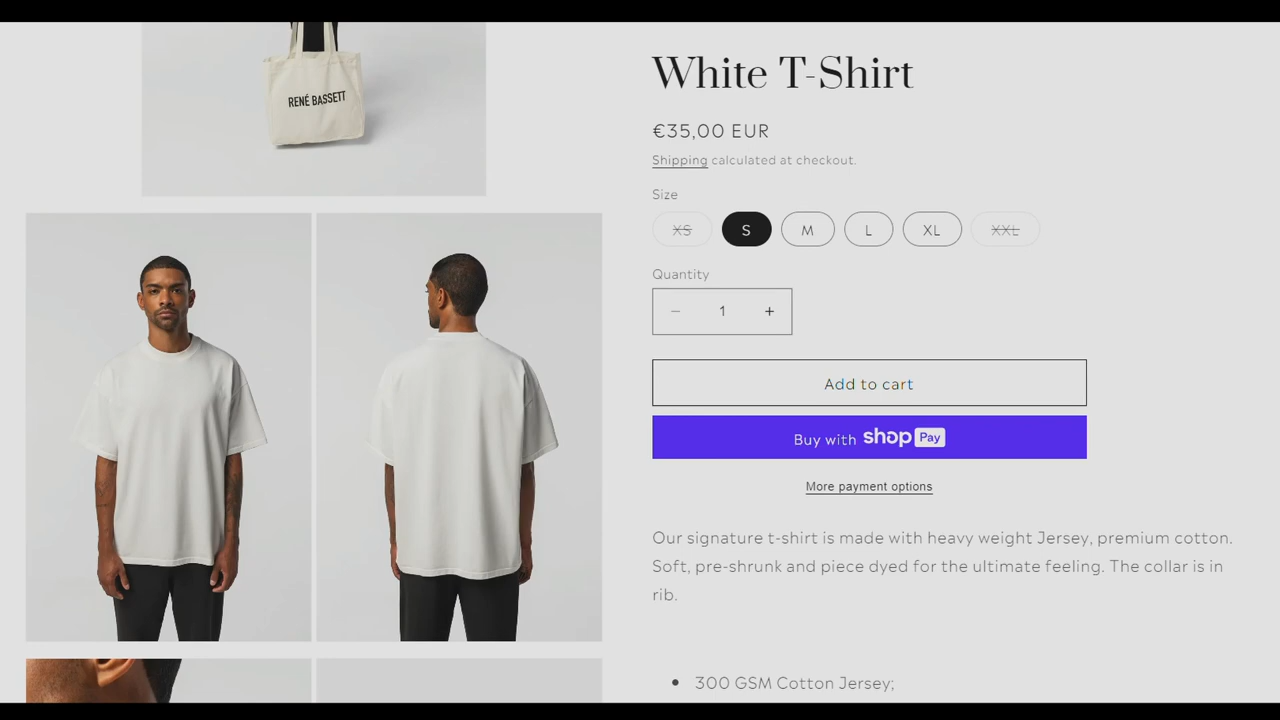 RENÉ BASSETT
White T-Shirt
€35,00 EUR
Shipping calculated at checkout.
Size
XS S M L XL XXL
Quantity
− 1 +
Add to cart
Buy with shop Pay
More payment options
Our signature t-shirt is made with heavy weight Jersey, premium cotton.
Soft, pre-shrunk and piece dyed for the ultimate feeling. The collar is in
rib.
• 300 GSM Cotton Jersey;